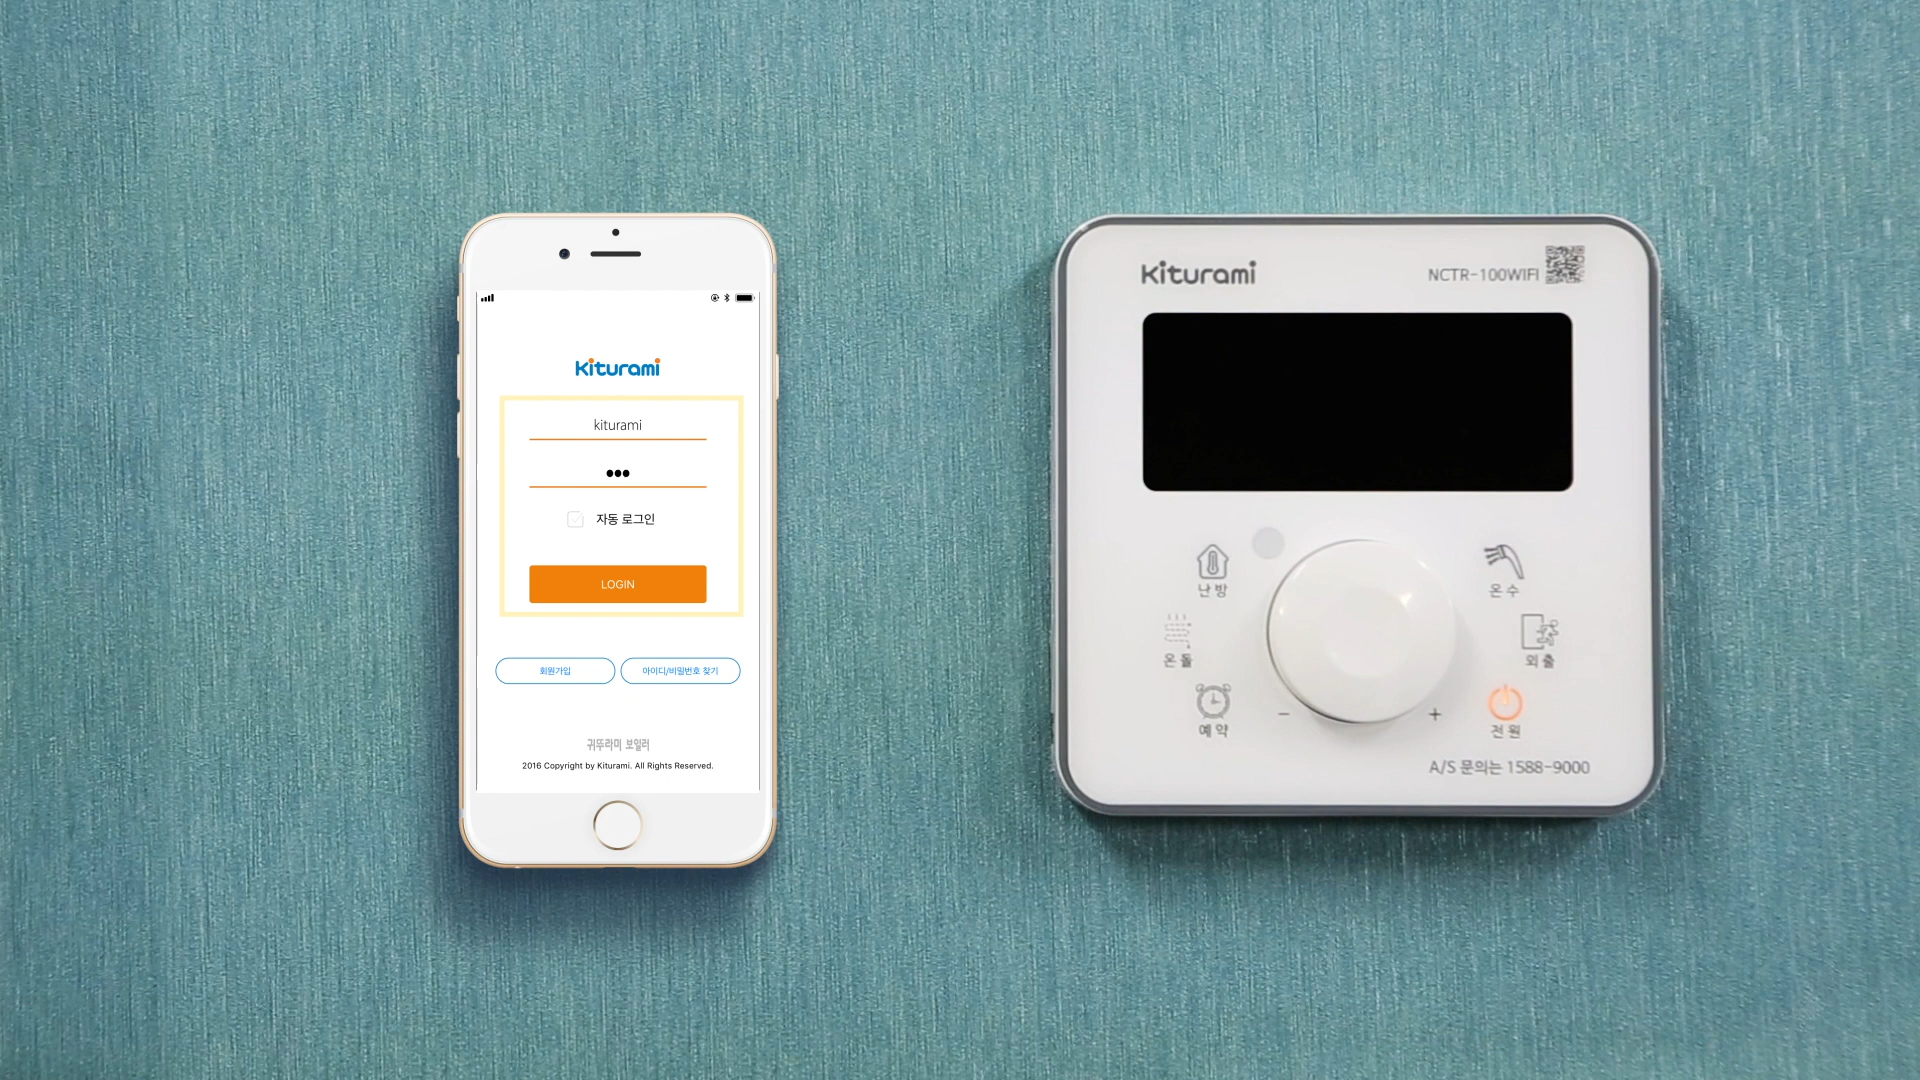 kiturami
kiturami
●●●
자동 로그인
LOGIN
회원가입
아이디/비밀번호 찾기
귀뚜라미 보일러
2016 Copyright by Kiturami. All Rights Reserved.
kiturami
NCTR-100WIFI
난방
온수
온돌
외출
예약
-
+
전원
A/S 문의는 1588-9000